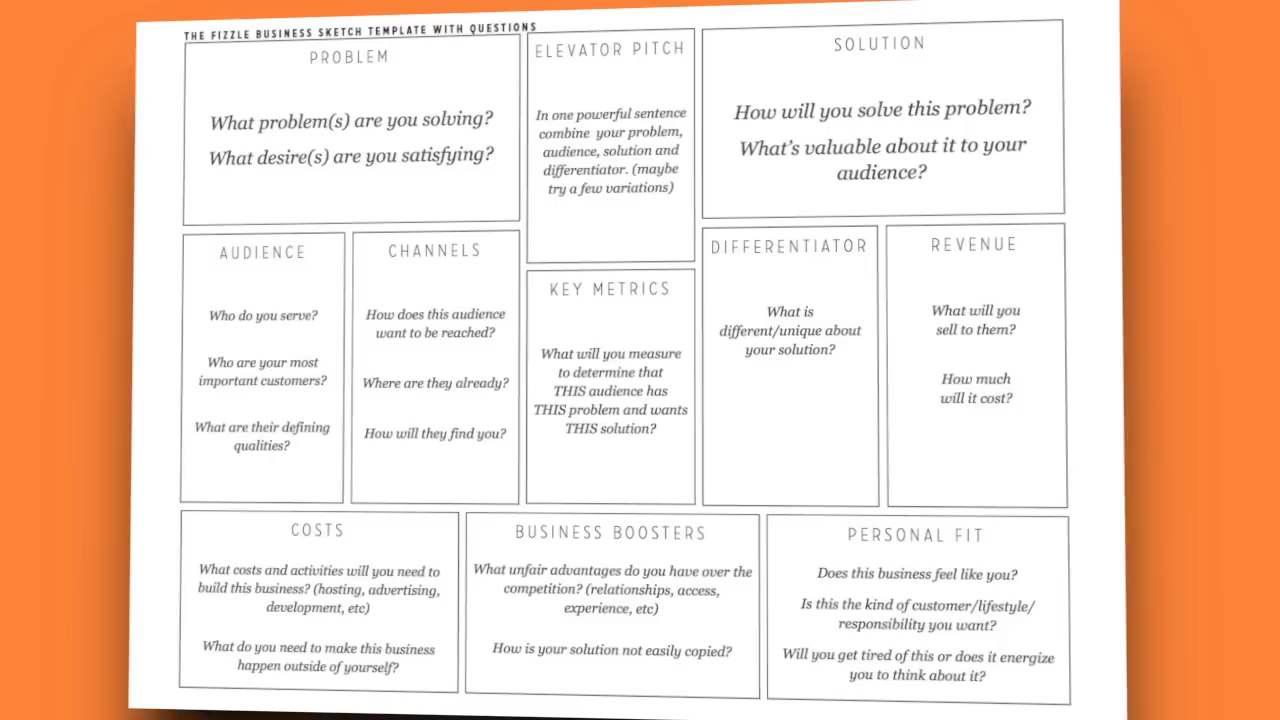 THE FIZZLE BUSINESS SKETCH TEMPLATE WITH QUESTIONS
PROBLEM
What problem(s) are you solving?
What desire(s) are you satisfying?
ELEVATOR PITCH
In one powerful sentence
combine your problem,
audience, solution and
differentiator. (maybe
try a few variations)
SOLUTION
How will you solve this problem?
What's valuable about it to your
audience?
AUDIENCE
Who do you serve?
Who are your most
important customers?
What are their defining
qualities?
CHANNELS
How does this audience
want to be reached?
Where are they already?
How will they find you?
KEY METRICS
What will you measure
to determine that
THIS audience has
THIS problem and wants
THIS solution?
DIFFERENTIATOR
What is
different/unique about
your solution?
REVENUE
What will you
sell to them?
How much
will it cost?
COSTS
What costs and activities will you need to
build this business? (hosting, advertising,
development, etc)
What do you need to make this business
happen outside of yourself?
BUSINESS BOOSTERS
What unfair advantages do you have over the
competition? (relationships, access,
experience, etc)
How is your solution not easily copied?
PERSONAL FIT
Does this business feel like you?
Is this the kind of customer/lifestyle/
responsibility you want?
Will you get tired of this or does it energize
you to think about it?